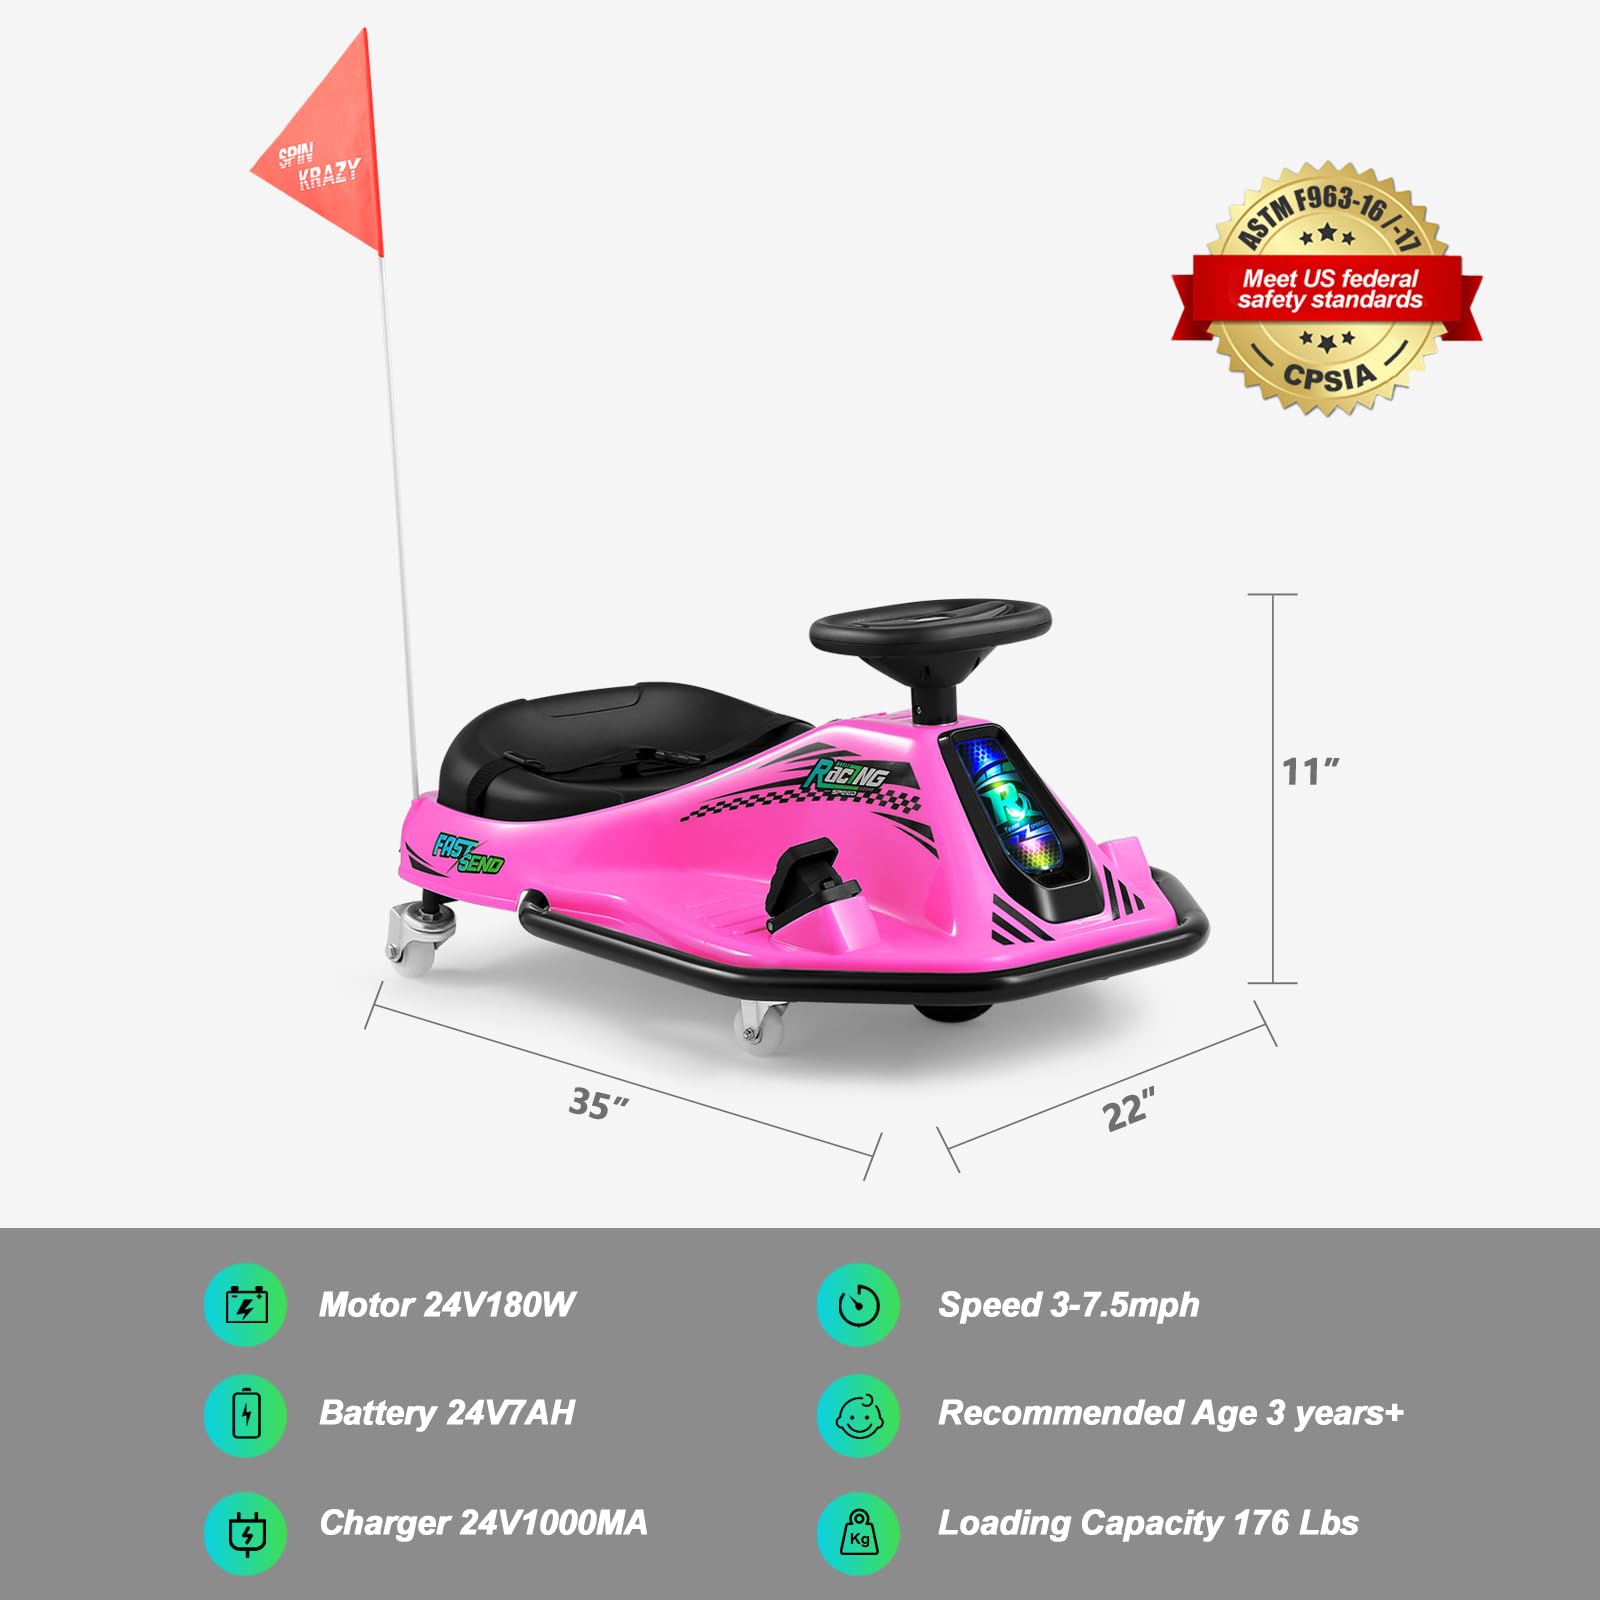 SPIN
KRAZY
ASTM F963-16 /-17
Meet US federal
safety standards
CPSIA
RacING
SPEED
FAST
SEND
R
11”
35”
22”
Motor 24V180W
Speed 3-7.5mph
Battery 24V7AH
Recommended Age 3 years+
Charger 24V1000MA
Kg
Loading Capacity 176 Lbs